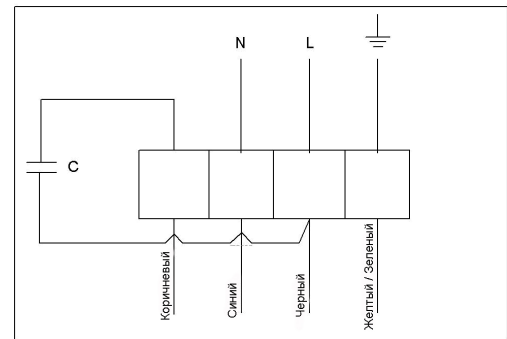 N
L
C
Коричневый
Синий
Черный
Желтый / Зеленый